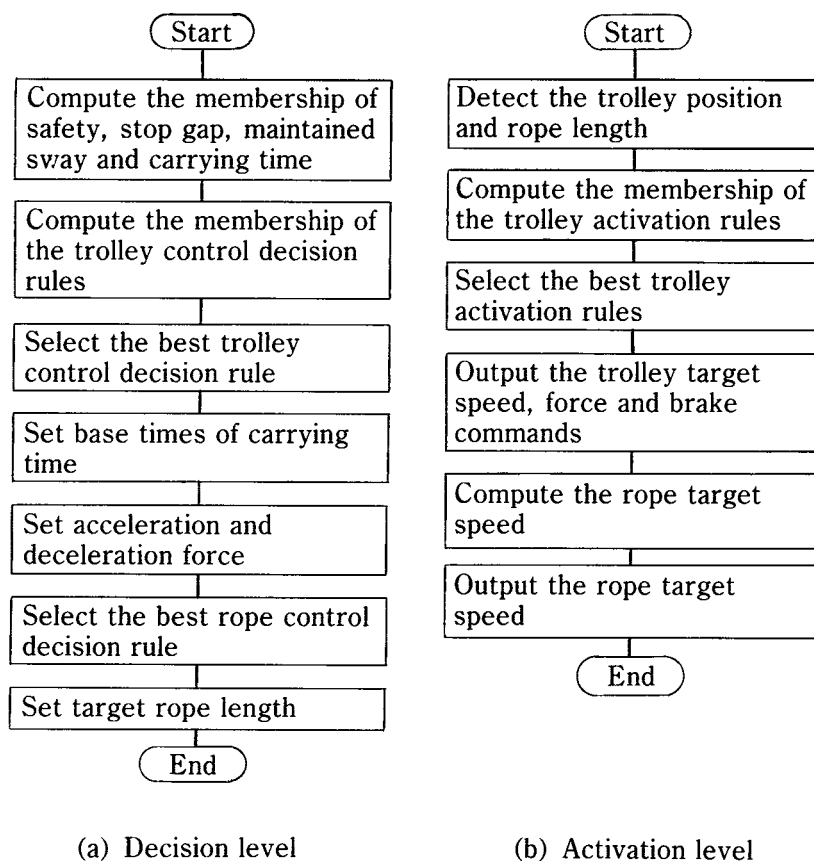 Start
Compute the membership of
safety, stop gap, maintained
sway and carrying time
Compute the membership of
the trolley control decision
rules
Select the best trolley
control decision rule
Set base times of carrying
time
Set acceleration and
deceleration force
Select the best rope control
decision rule
Set target rope length
End
(a) Decision level
Start
Detect the trolley position
and rope length
Compute the membership of
the trolley activation rules
Select the best trolley
activation rules
Output the trolley target
speed, force and brake
commands
Compute the rope target
speed
Output the rope target
speed
End
(b) Activation level